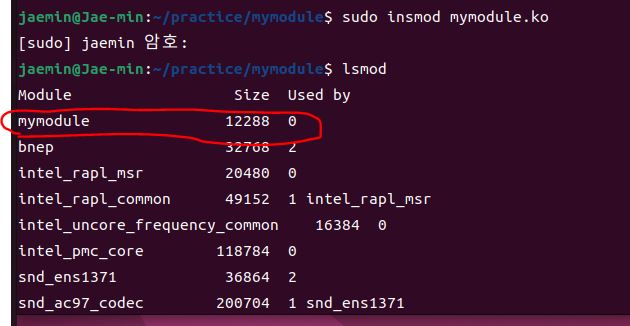 jaemin@Jae-min:~/practice/mymodule$ sudo insmod mymodule.ko
[sudo] jaemin 암호:
jaemin@Jae-min:~/practice/mymodule$ lsmod
Module                  Size  Used by
mymodule               12288  0
bnep                   32768  2
intel_rapl_msr         20480  0
intel_rapl_common      49152  1 intel_rapl_msr
intel_uncore_frequency_common    16384  0
intel_pmc_core        118784  0
snd_ens1371            36864  2
snd_ac97_codec        200704  1 snd_ens1371